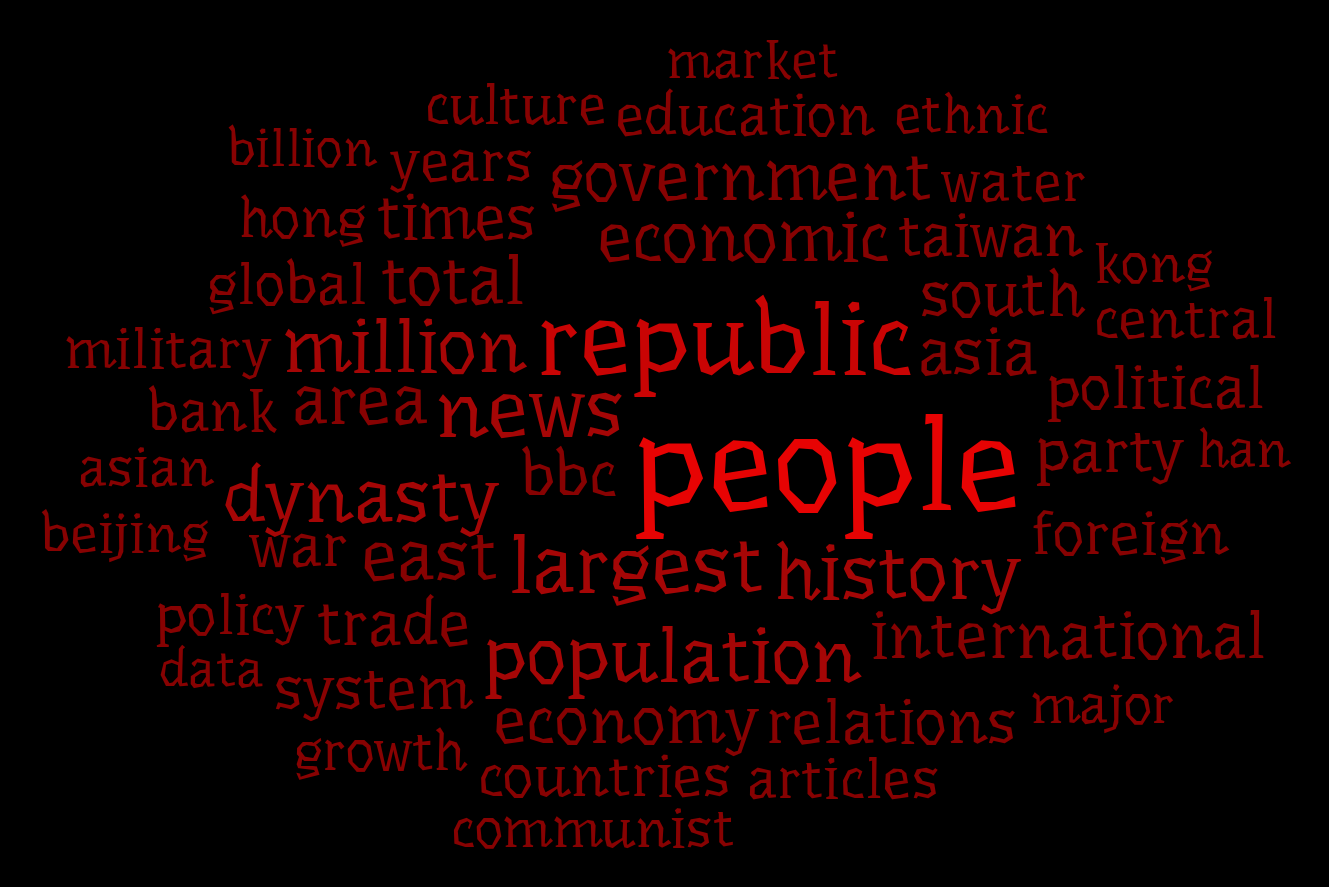 market
culture education ethnic
billion years government water
hong times economic taiwan kong
global total south central
military million republic asia political
bank area news people party han
asian dynasty bbc
beijing war east largest history foreign
policy trade population international
data system economy relations major
growth countries articles
communist